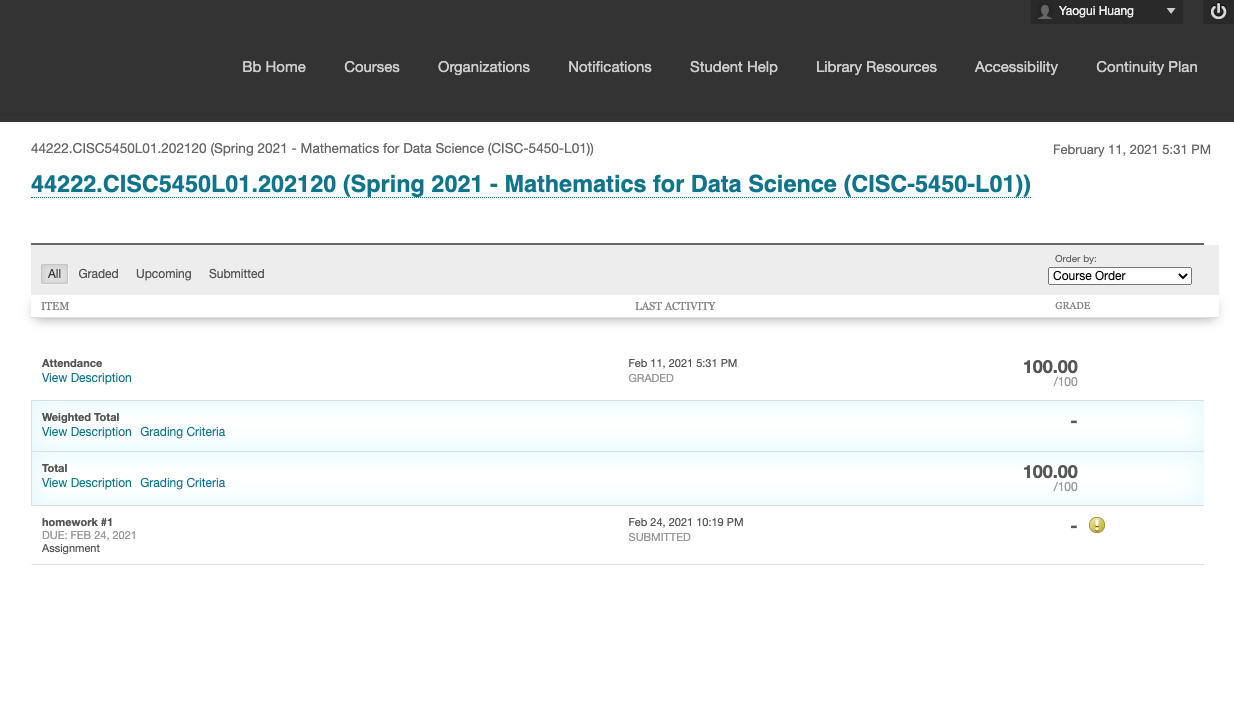 Yaogui Huang
Bb Home Courses Organizations Notifications Student Help Library Resources Accessibility Continuity Plan
44222.CISC5450L01.202120 (Spring 2021 - Mathematics for Data Science (CISC-5450-L01))
February 11, 2021 5:31 PM
44222.CISC5450L01.202120 (Spring 2021 - Mathematics for Data Science (CISC-5450-L01))
All Graded Upcoming Submitted
Order by:
Course Order
ITEM LAST ACTIVITY GRADE
Attendance Feb 11, 2021 5:31 PM 100.00
View Description GRADED /100
Weighted Total -
View Description Grading Criteria
Total 100.00
View Description Grading Criteria /100
homework #1 Feb 24, 2021 10:19 PM -
DUE: FEB 24, 2021 SUBMITTED
Assignment